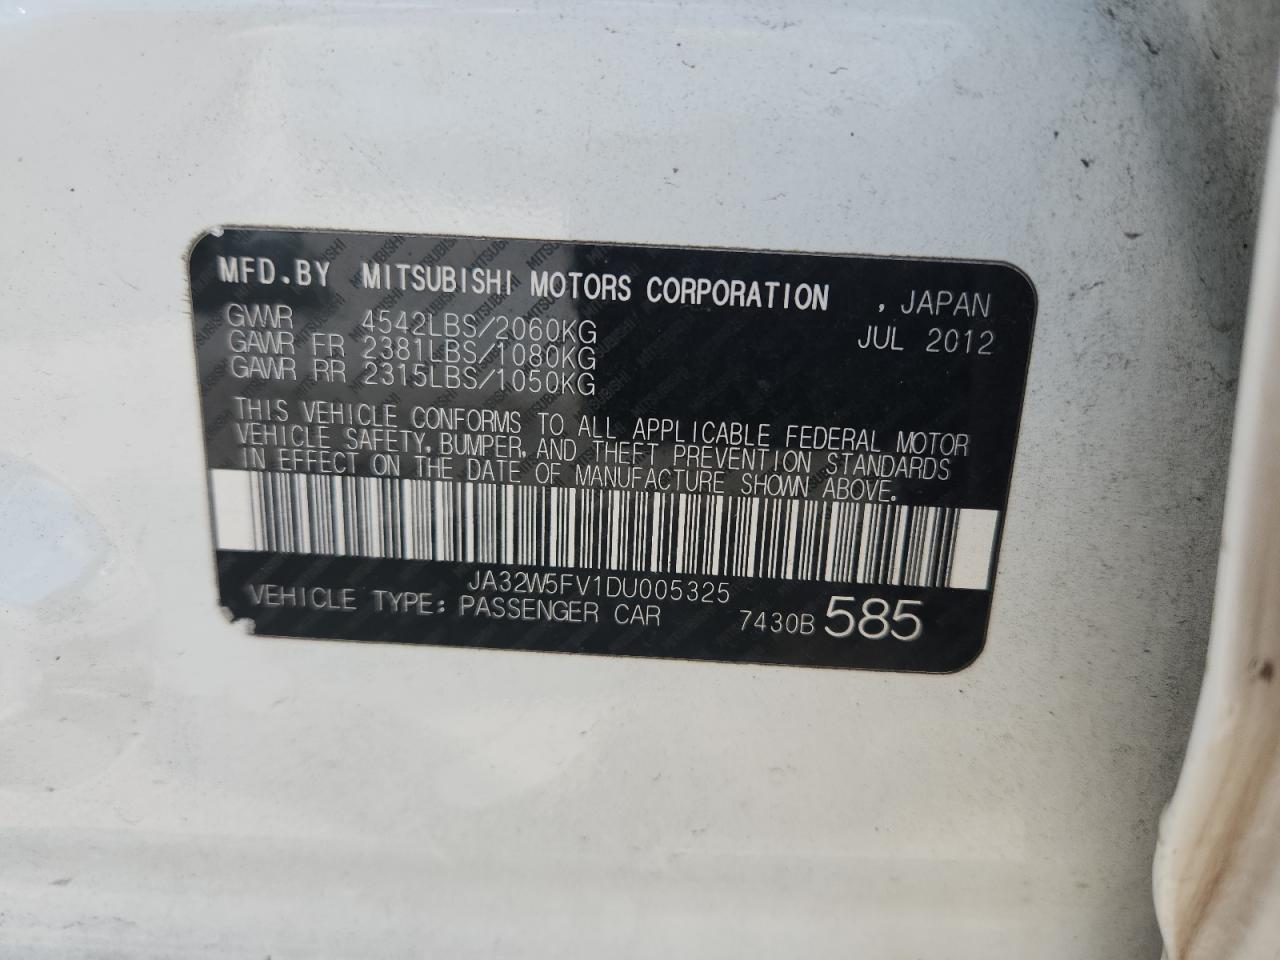 MFD.BY MITSUBISHI MOTORS CORPORATION , JAPAN
GVWR 4542LBS/2060KG JUL 2012
GAWR FR 2381LBS/1080KG
GAWR RR 2315LBS/1050KG
THIS VEHICLE CONFORMS TO ALL APPLICABLE FEDERAL MOTOR
VEHICLE SAFETY, BUMPER, AND THEFT PREVENTION STANDARDS
IN EFFECT ON THE DATE OF MANUFACTURE SHOWN ABOVE.
JA32W5FV1DU005325
VEHICLE TYPE: PASSENGER CAR 7430B 585